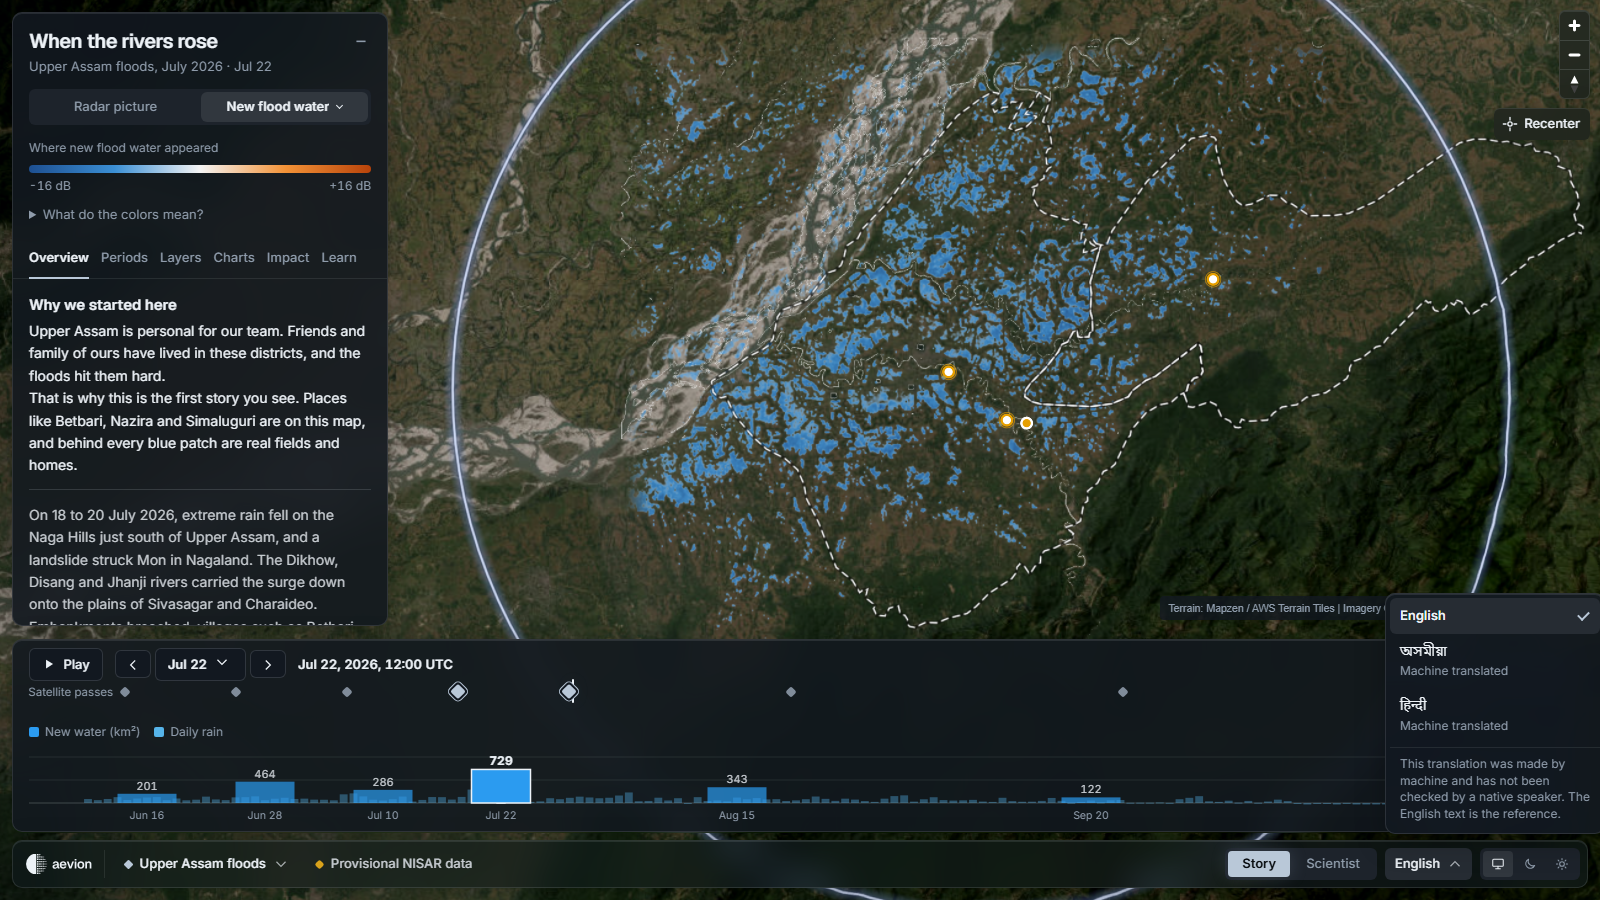 When the rivers rose
Upper Assam floods, July 2026 · Jul 22
Radar picture
New flood water
Where new flood water appeared
-16 dB
+16 dB
What do the colors mean?
Overview Periods Layers Charts Impact Learn
Why we started here
Upper Assam is personal for our team. Friends and
family of ours have lived in these districts, and the
floods hit them hard.
That is why this is the first story you see. Places
like Betbari, Nazira and Simaluguri are on this map,
and behind every blue patch are real fields and
homes.
On 18 to 20 July 2026, extreme rain fell on the
Naga Hills just south of Upper Assam, and a
landslide struck Mon in Nagaland. The Dikhow,
Disang and Jhanji rivers carried the surge down
onto the plains of Sivasagar and Charaideo.
Recenter
Terrain: Mapzen / AWS Terrain Tiles | Imagery
Play
Jul 22
Jul 22, 2026, 12:00 UTC
Satellite passes
New water (km²)
Daily rain
201
464
286
729
343
122
Jun 16
Jun 28
Jul 10
Jul 22
Aug 15
Sep 20
English
অসমীয়া
Machine translated
हिन्दी
Machine translated
This translation was made by
machine and has not been
checked by a native speaker. The
English text is the reference.
aevion
Upper Assam floods
Provisional NISAR data
Story
Scientist
English